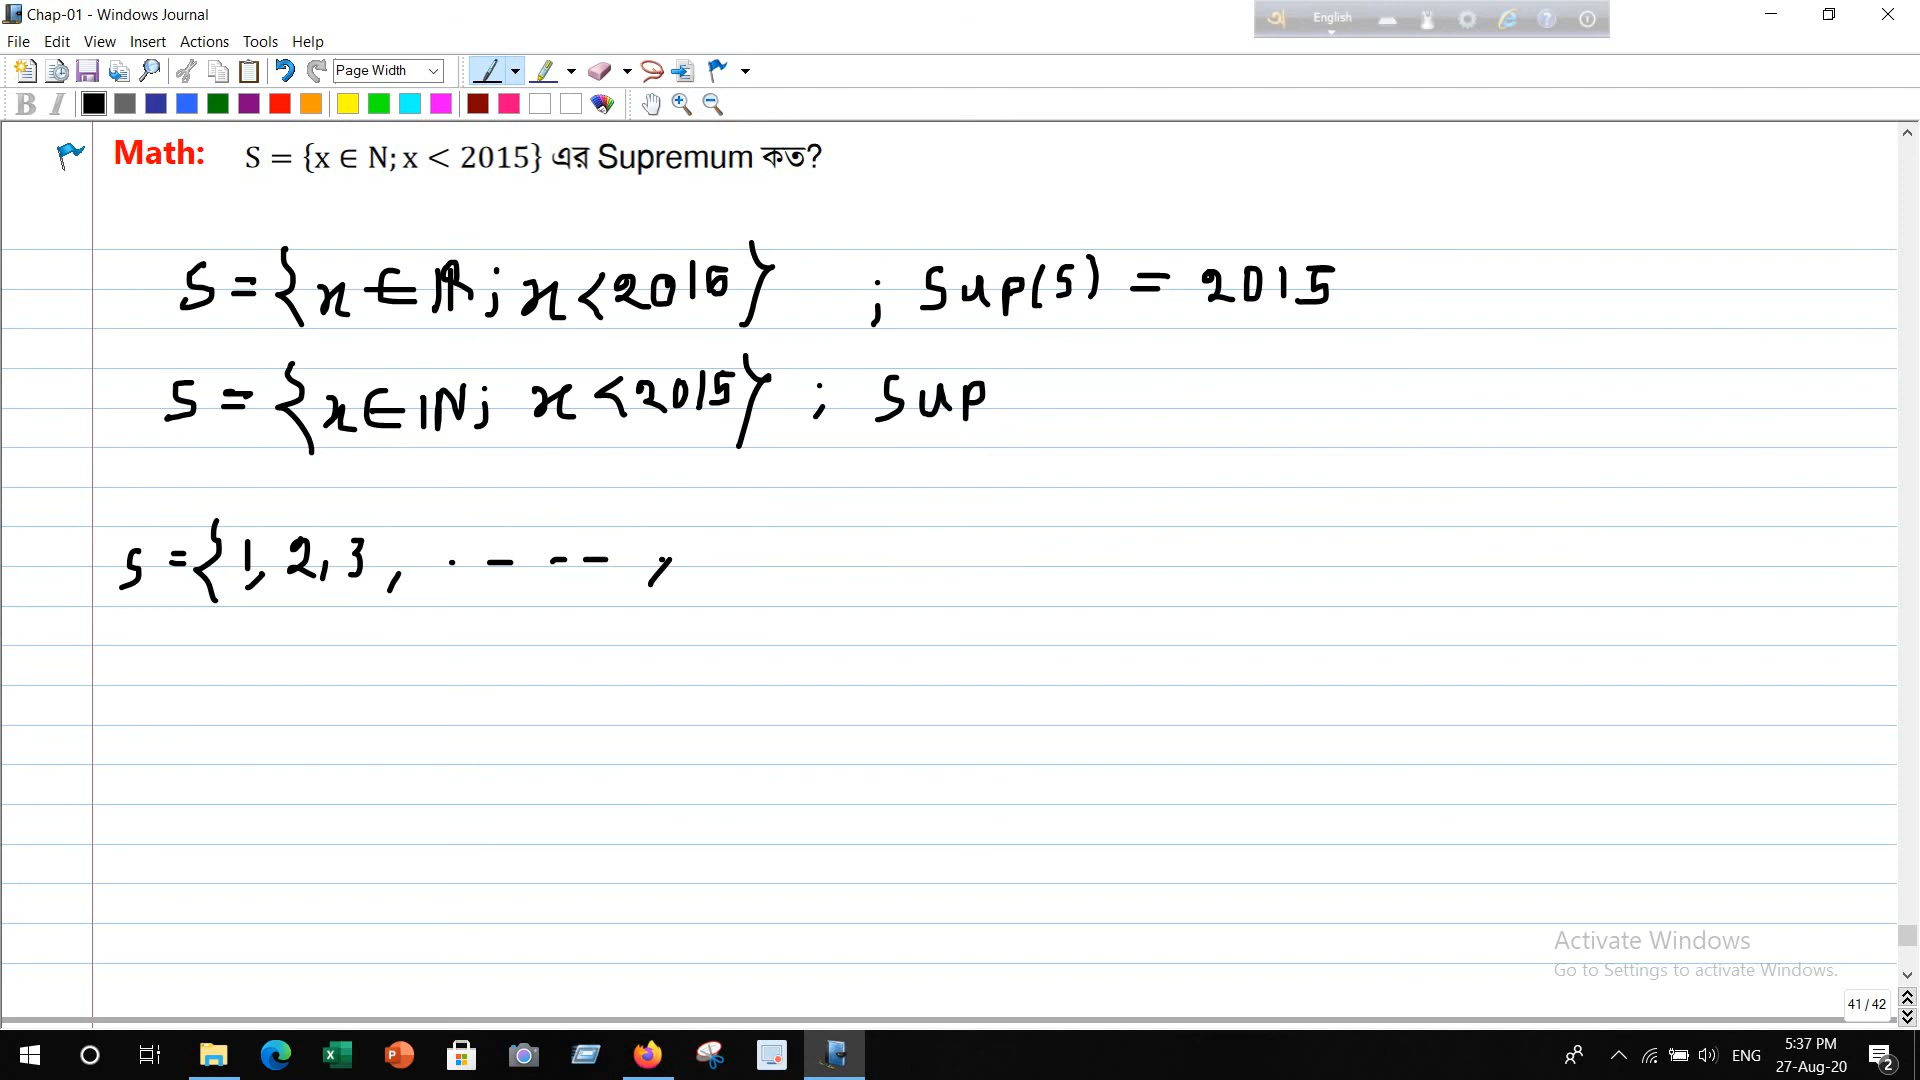 Chap-01 - Windows Journal
English
File Edit View Insert Actions Tools Help
Page Width
B I
Math: S = {x ∈ N; x < 2015} এর Supremum কত?
S = {x ∈ ℝ ; x < 2015} ; Sup(S) = 2015
S = {x ∈ ℕ ; x < 2015} ; Sup
S = {1, 2, 3, . - - - ,
Activate Windows
Go to Settings to activate Windows.
41 / 42
ENG
5:37 PM
27-Aug-20
2